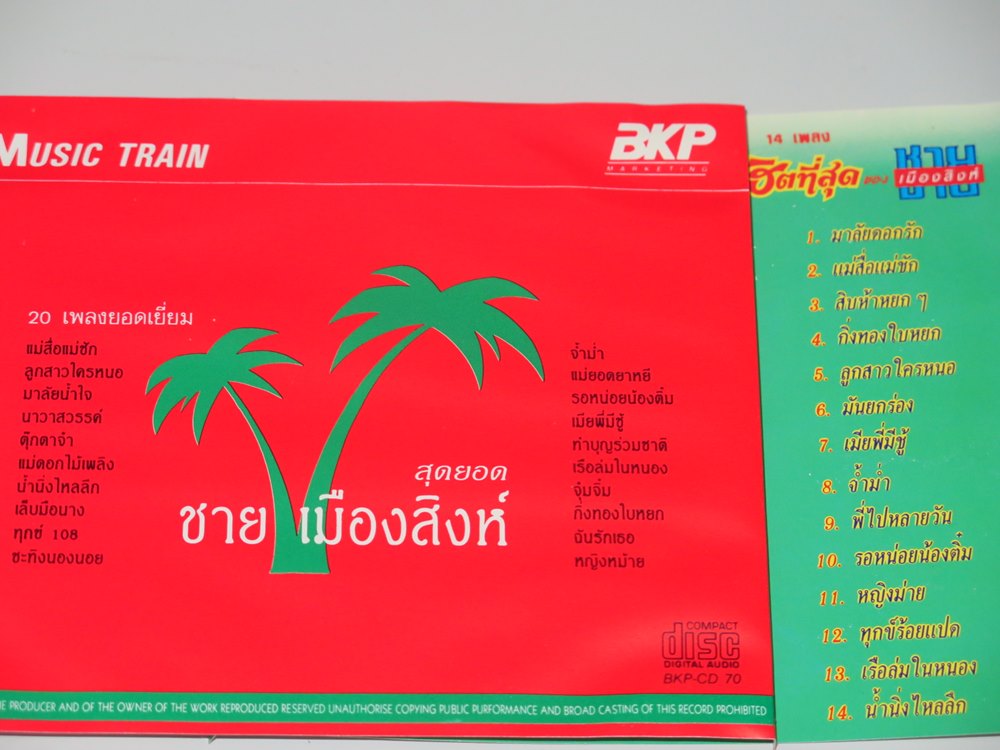 MUSIC TRAIN
BKP
MARKETING
20 เพลงยอดเยี่ยม
แม่สื่อแม่ชัก
ลูกสาวใครหนอ
มาลัยน้ำใจ
นาวาสวรรค์
ตุ๊กตาจ๋า
แม่ดอกไม้เพลิง
น้ำนิ่งไหลลึก
เล็บมือนาง
ทุกข์ 108
ชะทิงนองนอย
จ้ำม่ำ
แม่ยอดยาหยี
รอหน่อยน้องติ๋ม
เมียพี่มีชู้
ทำบุญร่วมชาติ
เรือล่มในหนอง
จุ๋มจิ๋ม
กิ่งทองใบหยก
ฉันรักเธอ
หญิงหม้าย
สุดยอด
ชาย เมืองสิงห์
COMPACT
disc
DIGITAL AUDIO
BKP-CD 70
E PRODUCER AND OF THE OWNER OF THE WORK REPRODUCED RESERVED UNAUTHORISE COPYING PUBLIC PURFORMANCE AND BROAD CASTING OF THIS RECORD PROHIBITED
14 เพลง
ฮิตที่สุด ของ ชาย เมืองสิงห์
1. มาลัยดอกรัก
2. แม่สื่อแม่ชัก
3. สิบห้าหยก ๆ
4. กิ่งทองใบหยก
5. ลูกสาวใครหนอ
6. มันยกร่อง
7. เมียพี่มีชู้
8. จ้ำม่ำ
9. พี่ไปหลายวัน
10. รอหน่อยน้องติ๋ม
11. หญิงม่าย
12. ทุกข์ร้อยแปด
13. เรือล่มในหนอง
14. น้ำนิ่งไหลลึก